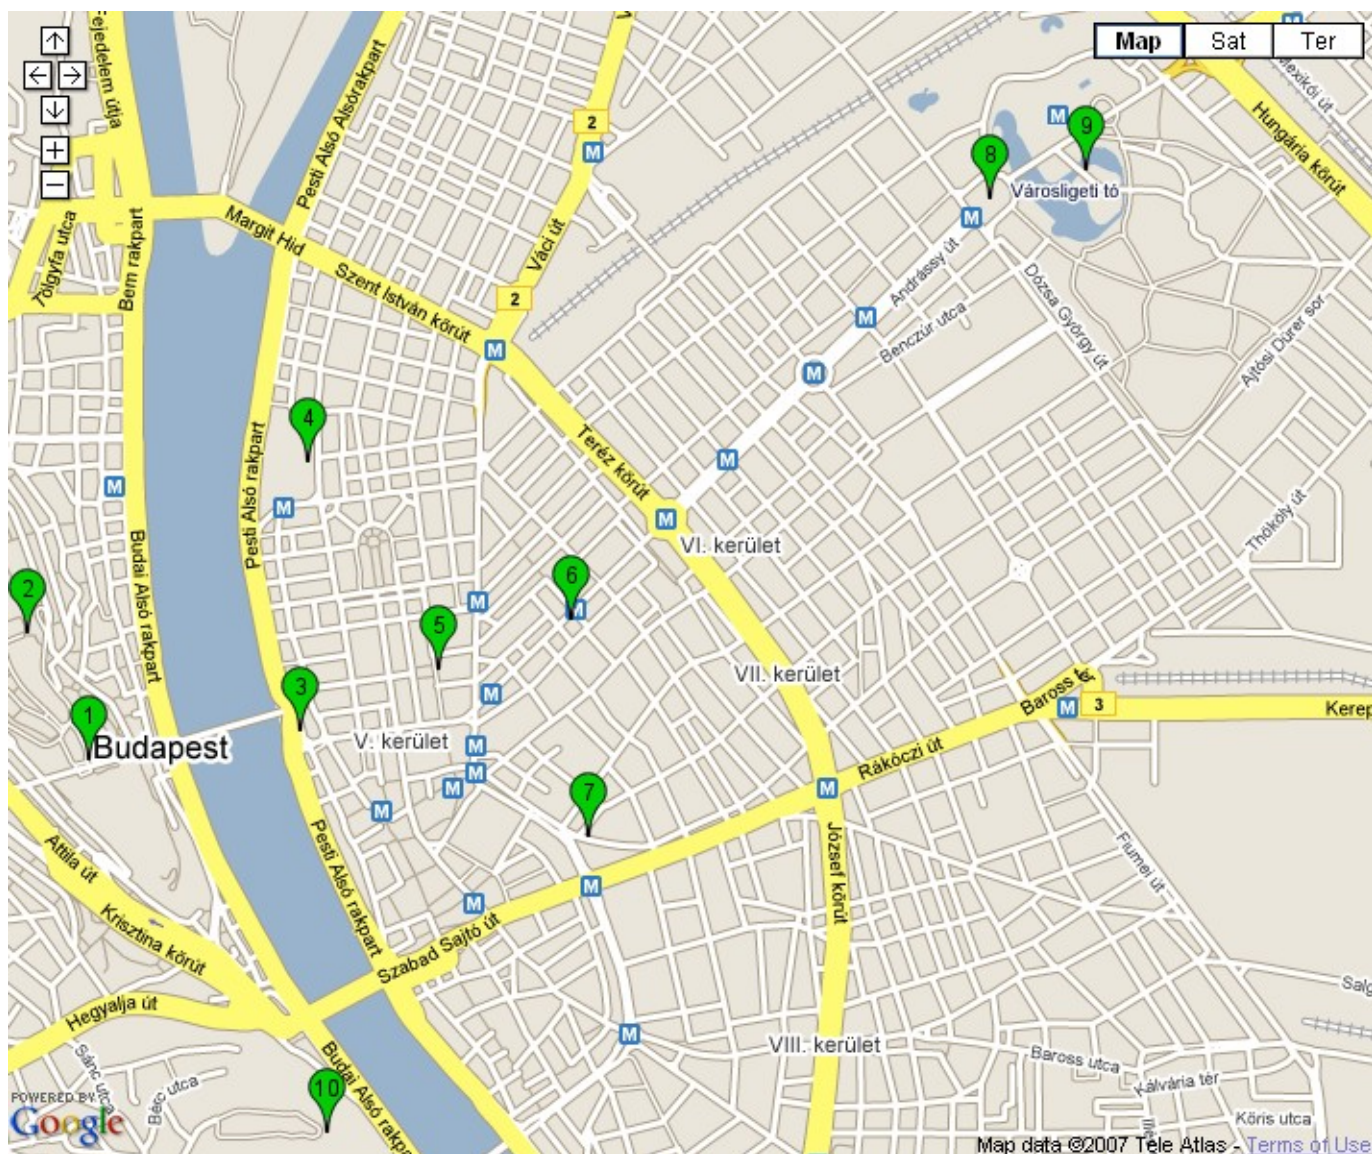 Map
Sat
Ter
Fejedelem útja
Pesti Alsórakpart
2
Mexikói út
Hungária körút
9
8
Városligeti tó
Margit Híd
Tölgyfa utca
Bem rakpart
Váci út
Szent István körút
2
Andrássy út
Dózsa György út
Benczúr utca
Ajtósi Dürer sor
4
Teréz körút
Pesti Alsó rakpart
Thököly út
VI. kerület
Budai Alsó rakpart
2
6
5
VII. kerület
3
1
Budapest
V. kerület
Baross t
3
Kerep
Rákóczi út
7
Attila út
Pesti Alsó rakpart
József körút
Fiumei út
Krisztina körút
Szabad Sajtó út
Hegyalja út
Salg
VIII. kerület
Baross utca
Kálvária tér
Sánc utca
Bérc utca
Budai Alsó rakpa
10
Kőris utca
POWERED BY
Google
Map data ©2007 Tele Atlas - Terms of Use